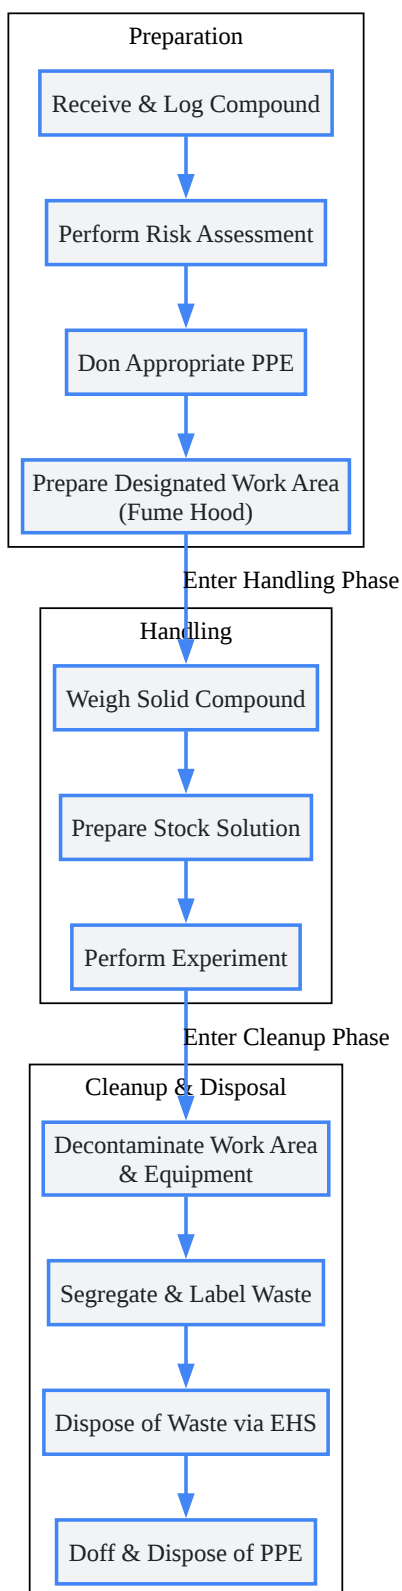 Preparation
Receive & Log Compound
Perform Risk Assessment
Don Appropriate PPE
Prepare Designated Work Area
(Fume Hood)
Enter Handling Phase
Handling
Weigh Solid Compound
Prepare Stock Solution
Perform Experiment
Enter Cleanup Phase
Cleanup & Disposal
Decontaminate Work Area
& Equipment
Segregate & Label Waste
Dispose of Waste via EHS
Doff & Dispose of PPE